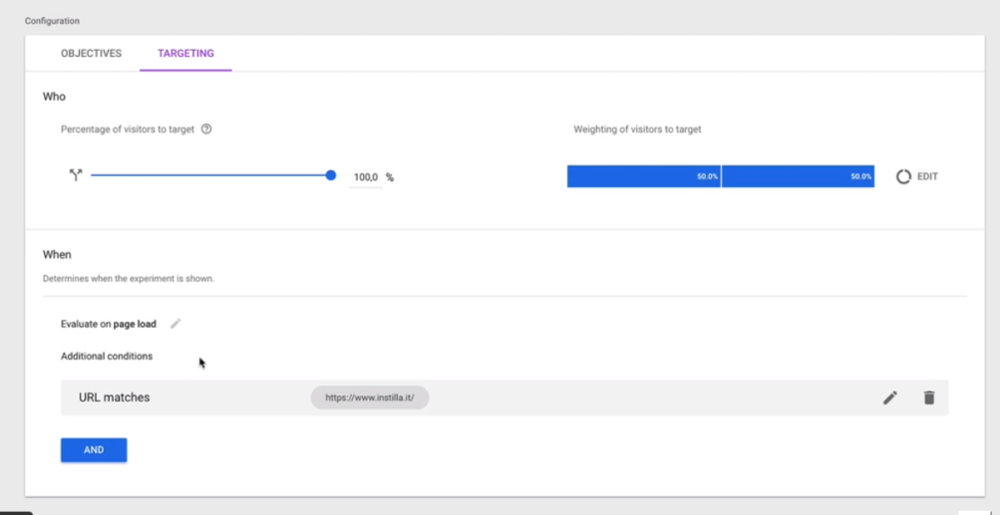 Configuration
OBJECTIVES TARGETING
Who
Percentage of visitors to target Weighting of visitors to target
100,0 % 50.0% 50.0% EDIT
When
Determines when the experiment is shown.
Evaluate on page load
Additional conditions
URL matches https://www.instilla.it/
AND